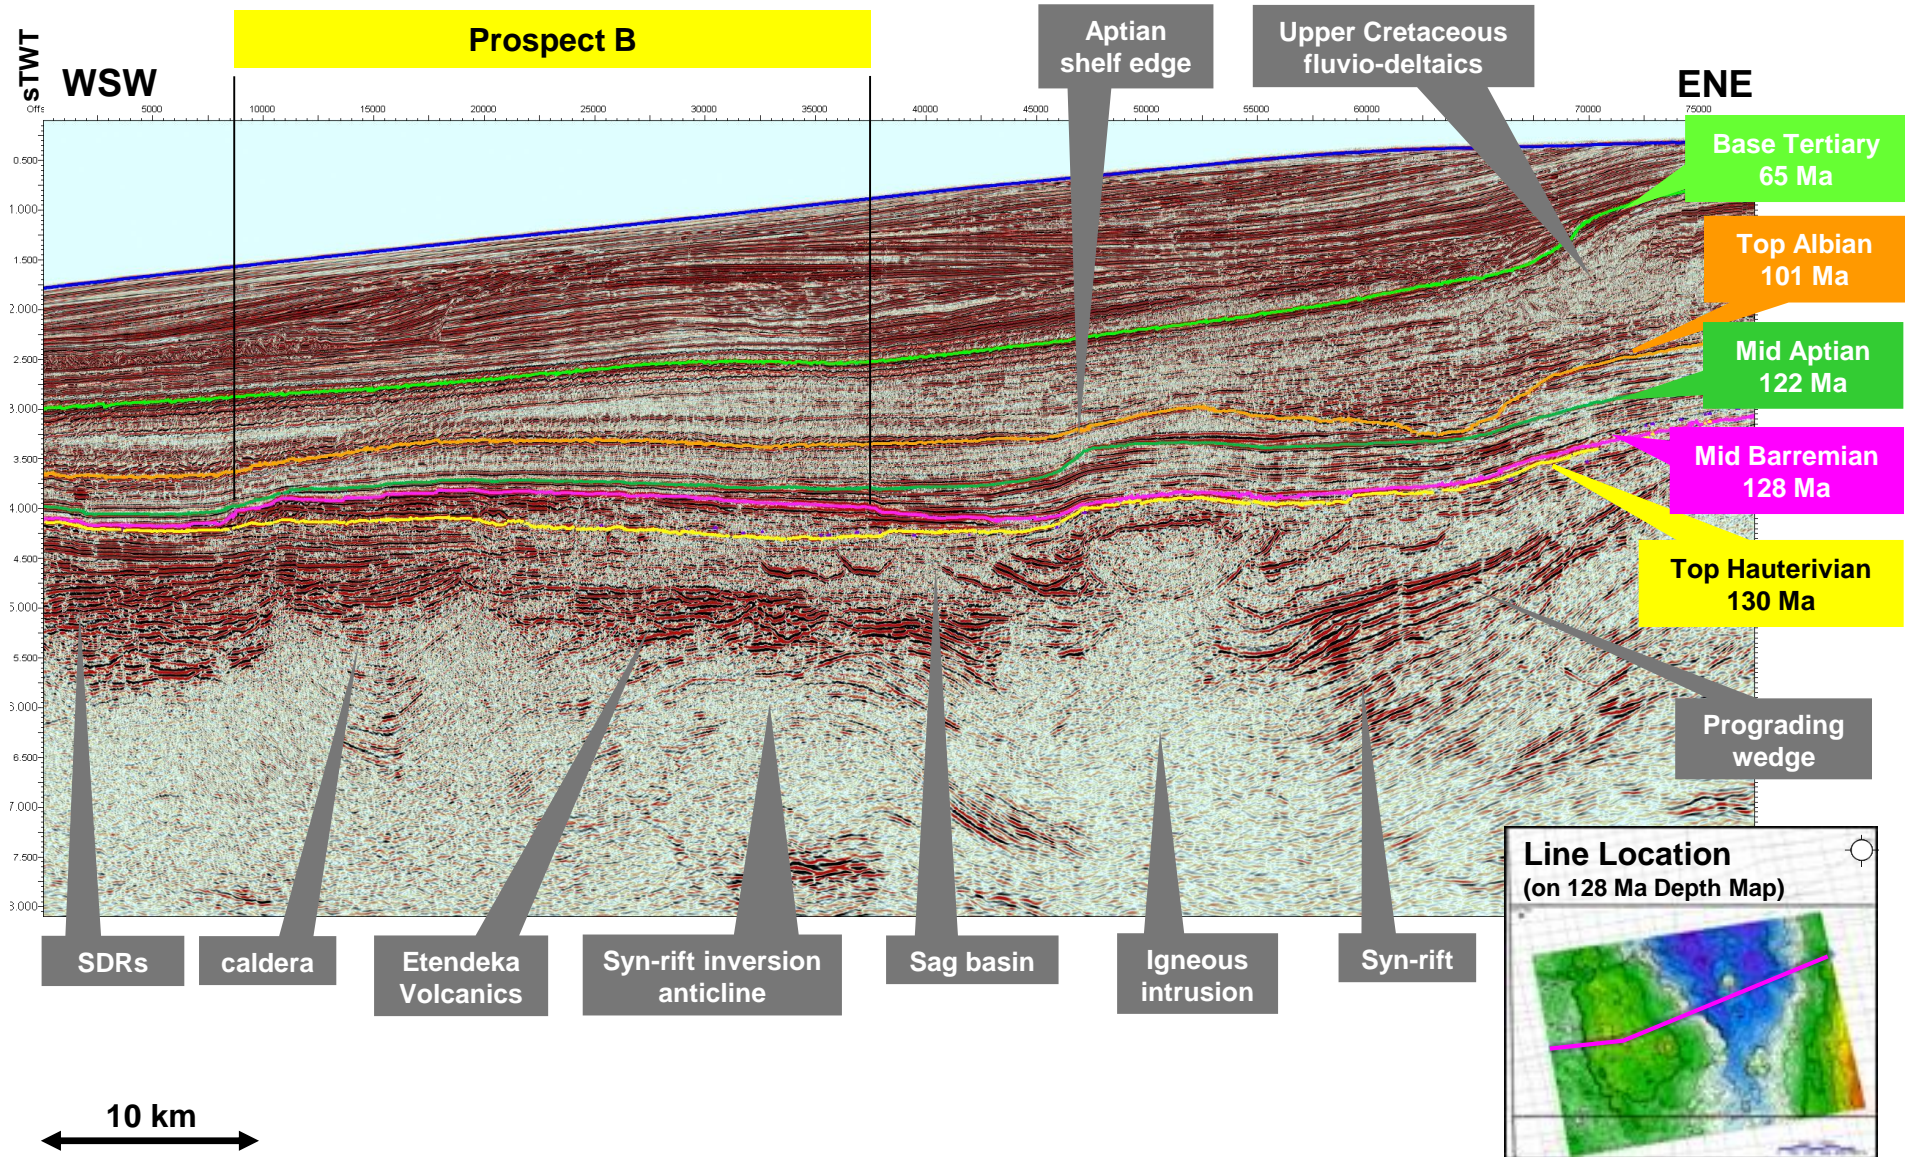 Prospect B
Aptian
shelf edge
Upper Cretaceous
fluvio-deltaics
sTWT
WSW
ENE
Offs
5000
10000
15000
20000
25000
30000
35000
40000
45000
50000
55000
60000
70000
75000
0.500
1.000
1.500
2.000
2.500
3.000
3.500
4.000
4.500
5.000
5.500
6.500
7.000
7.500
Base Tertiary
65 Ma
Top Albian
101 Ma
Mid Aptian
122 Ma
Mid Barremian
128 Ma
Top Hauterivian
130 Ma
Prograding
wedge
SDRs
caldera
Etendeka
Volcanics
Syn-rift inversion
anticline
Sag basin
Igneous
intrusion
Syn-rift
Line Location
(on 128 Ma Depth Map)
10 km